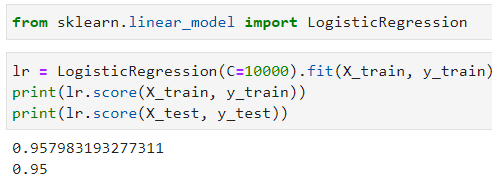 from sklearn.linear_model import LogisticRegression
lr = LogisticRegression(C=10000).fit(X_train, y_train)
print(lr.score(X_train, y_train))
print(lr.score(X_test, y_test))
0.957983193277311
0.95